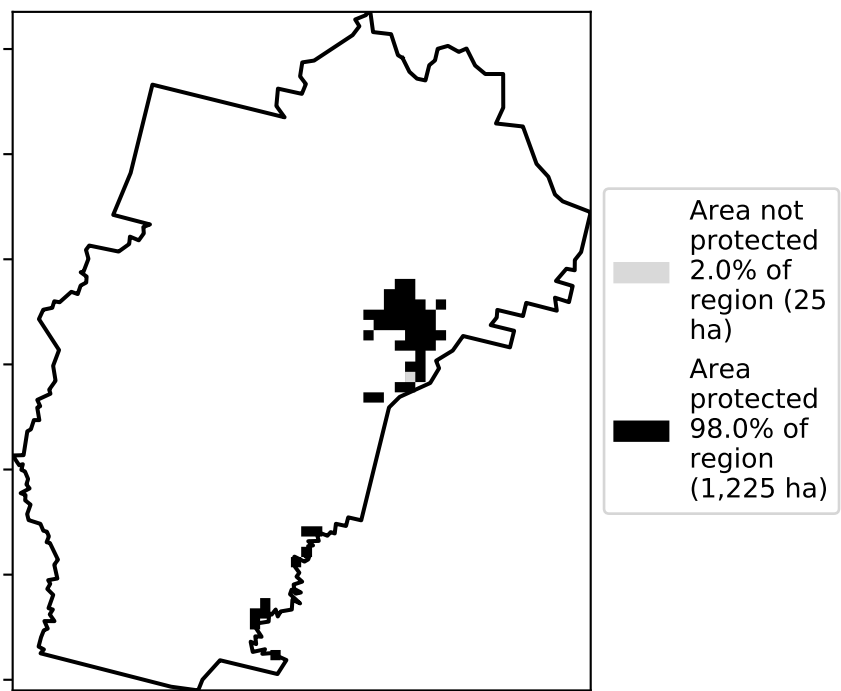 Area not
protected
2.0% of
region (25
ha)
Area
protected
98.0% of
region
(1,225 ha)